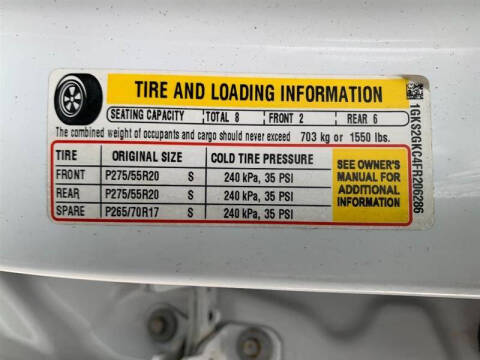 TIRE AND LOADING INFORMATION
SEATING CAPACITY TOTAL 8 FRONT 2 REAR 6
The combined weight of occupants and cargo should never exceed 703 kg or 1550 lbs.
TIRE ORIGINAL SIZE COLD TIRE PRESSURE
FRONT P275/55R20 S 240 kPa, 35 PSI
REAR P275/55R20 S 240 kPa, 35 PSI
SPARE P265/70R17 S 240 kPa, 35 PSI
SEE OWNER'S
MANUAL FOR
ADDITIONAL
INFORMATION
1GKS2GKC4FR206286